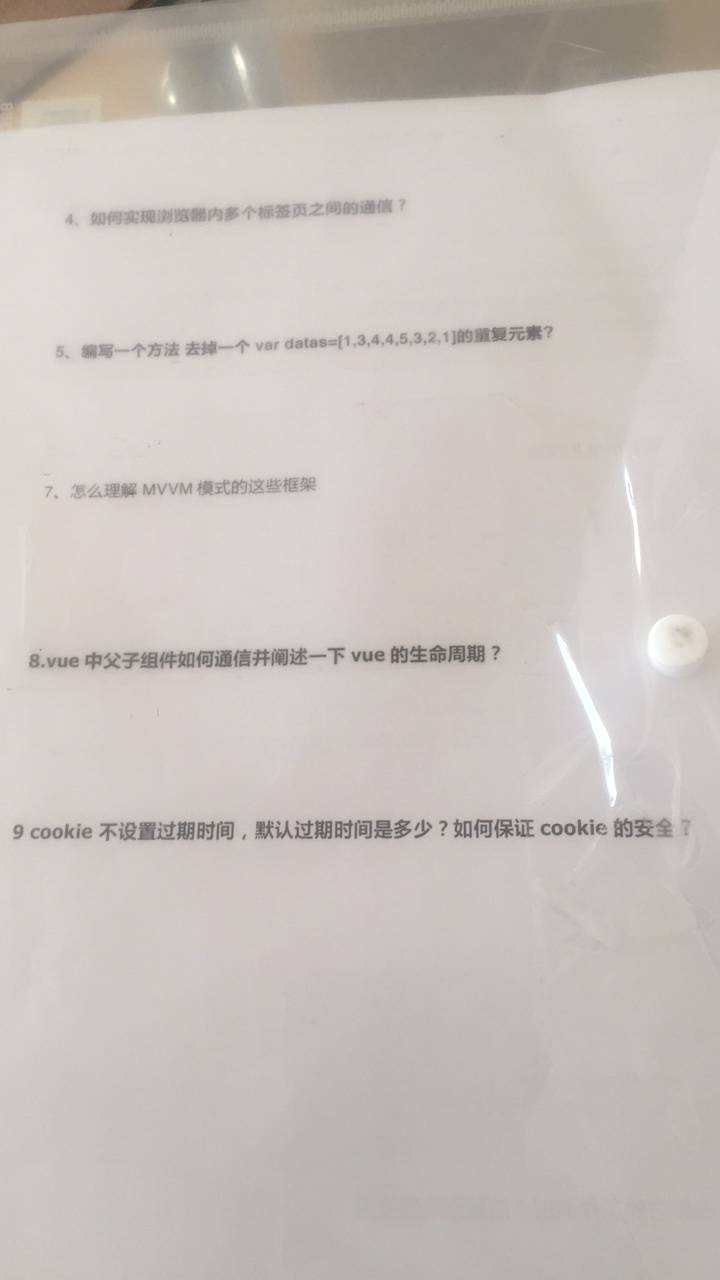 4、如何实现浏览器内多个标签页之间的通信？
5、编写一个方法 去掉一个 var datas=[1,3,4,4,5,3,2,1]的重复元素?
7、怎么理解 MVVM 模式的这些框架
8.vue 中父子组件如何通信并阐述一下 vue 的生命周期？
9 cookie 不设置过期时间，默认过期时间是多少？如何保证 cookie 的安全？